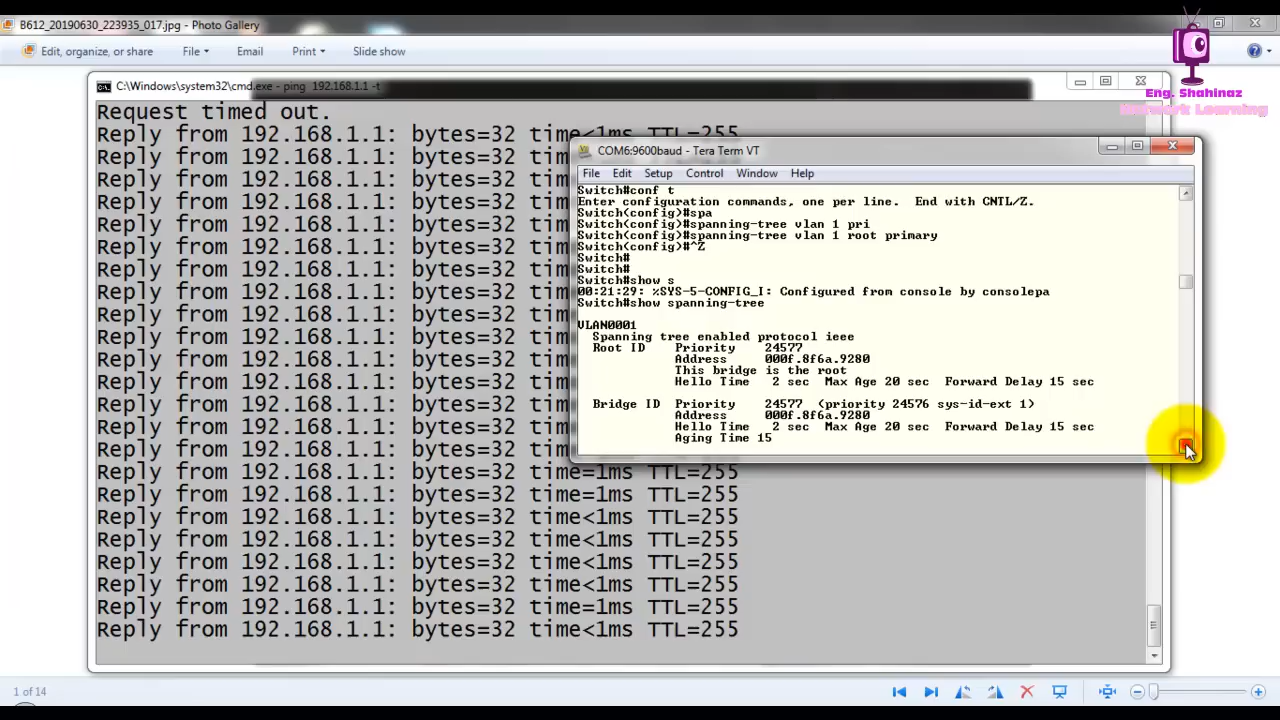 B612_20190630_223935_017.jpg - Photo Gallery
Edit, organize, or share File Email Print Slide show
Eng. Shahinaz
Network Learning
C:\Windows\system32\cmd.exe - ping 192.168.1.1 -t
Request timed out.
Reply from 192.168.1.1: bytes=32 time<1ms TTL=255
Reply from 192.168.1.1: bytes=32
Reply from 192.168.1.1: bytes=32
Reply from 192.168.1.1: bytes=32
Reply from 192.168.1.1: bytes=32
Reply from 192.168.1.1: bytes=32
Reply from 192.168.1.1: bytes=32
Reply from 192.168.1.1: bytes=32
Reply from 192.168.1.1: bytes=32
Reply from 192.168.1.1: bytes=32
Reply from 192.168.1.1: bytes=32
Reply from 192.168.1.1: bytes=32
Reply from 192.168.1.1: bytes=32
Reply from 192.168.1.1: bytes=32
Reply from 192.168.1.1: bytes=32
Reply from 192.168.1.1: bytes=32 time<1ms TTL=255
Reply from 192.168.1.1: bytes=32 time=1ms TTL=255
Reply from 192.168.1.1: bytes=32 time<1ms TTL=255
Reply from 192.168.1.1: bytes=32 time<1ms TTL=255
Reply from 192.168.1.1: bytes=32 time<1ms TTL=255
Reply from 192.168.1.1: bytes=32 time<1ms TTL=255
Reply from 192.168.1.1: bytes=32 time=1ms TTL=255
Reply from 192.168.1.1: bytes=32 time<1ms TTL=255
COM6:9600baud - Tera Term VT
File Edit Setup Control Window Help
Switch#conf t
Enter configuration commands, one per line. End with CNTL/Z.
Switch(config)#spa
Switch(config)#spanning-tree vlan 1 pri
Switch(config)#spanning-tree vlan 1 root primary
Switch(config)#^Z
Switch#
Switch#
Switch#show s
00:21:29: %SYS-5-CONFIG_I: Configured from console by consolepa
Switch#show spanning-tree
VLAN0001
Spanning tree enabled protocol ieee
Root ID Priority 24577
Address 000f.8f6a.9280
This bridge is the root
Hello Time 2 sec Max Age 20 sec Forward Delay 15 sec
Bridge ID Priority 24577 (priority 24576 sys-id-ext 1)
Address 000f.8f6a.9280
Hello Time 2 sec Max Age 20 sec Forward Delay 15 sec
Aging Time 15
1 of 14